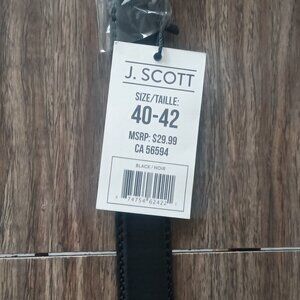 J. SCOTT
SIZE/TAILLE:
40-42
MSRP: $29.99
CA 56594
BLACK / NOIR